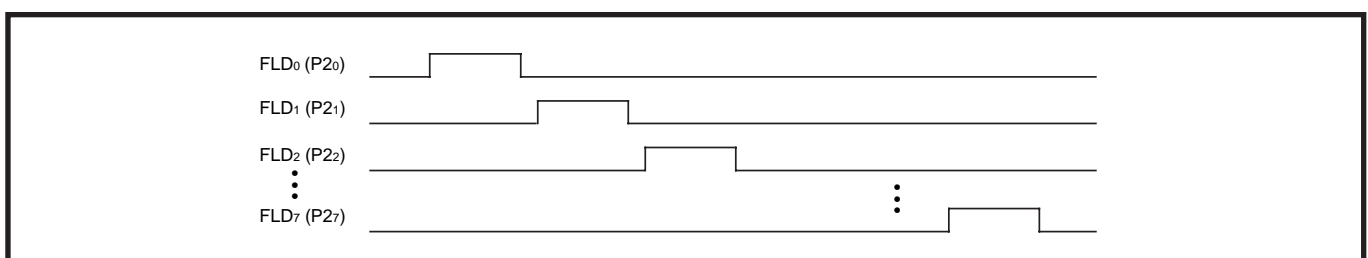 FLD₀ (P2₀)
FLD₁ (P2₁)
FLD₂ (P2₂)
FLD₇ (P2₇)